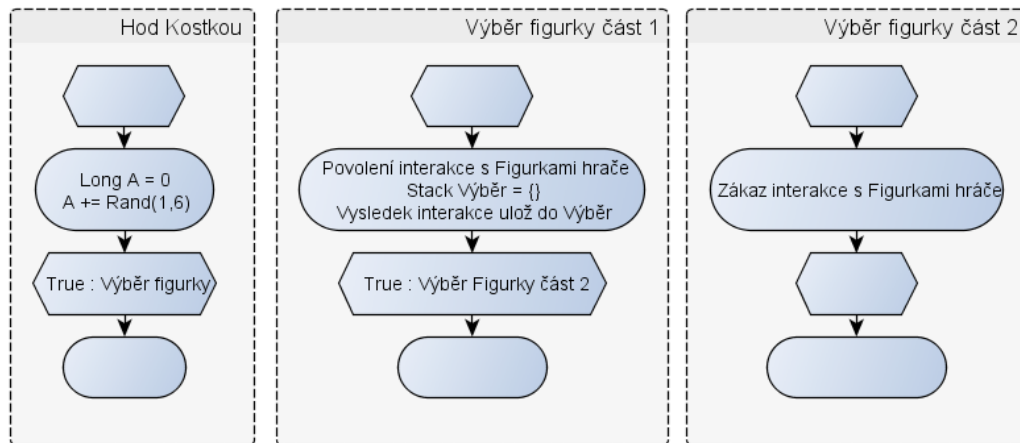 Hod Kostkou
Long A = 0
A += Rand(1,6)
True : Výběr figurky
Výběr figurky část 1
Povolení interakce s Figurkami hrače
Stack Výběr = {}
Vysledek interakce ulož do Výběr
True : Výběr Figurky část 2
Výběr figurky část 2
Zákaz interakce s Figurkami hráče